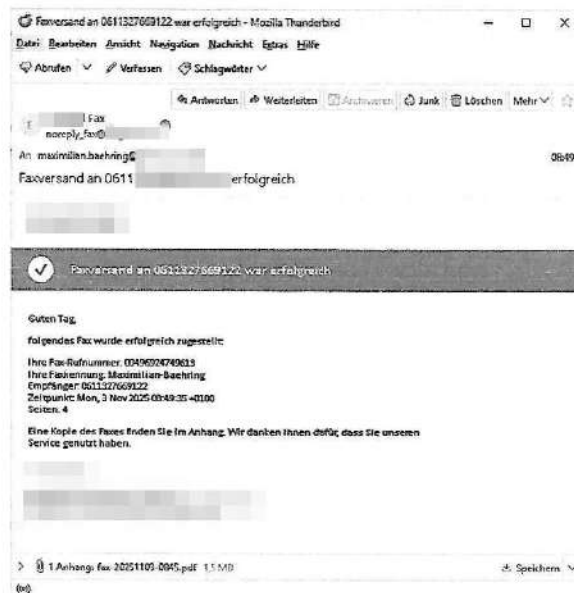 Faxversand an 0611327669122 war erfolgreich - Mozilla Thunderbird
Datei Bearbeiten Ansicht Navigation Nachricht Extras Hilfe
Abrufen Verfassen Schlagwörter
Antworten Weiterleiten Archivieren Junk Löschen Mehr
Fax
noreply_fax@
An maximilian.baehring@
08:49
Faxversand an 0611 erfolgreich
Faxversand an 0611327669122 war erfolgreich
Guten Tag,
folgendes Fax wurde erfolgreich zugestellt:
Ihre Fax-Rufnummer: 00496924749613
Ihre Faxkennung: Maximilian-Baehring
Empfänger: 0611327669122
Zeitpunkt: Mon, 3 Nov 2025 08:49:35 +0100
Seiten: 4
Eine Kopie des Faxes finden Sie im Anhang. Wir danken Ihnen dafür, dass Sie unseren
Service genutzt haben.
1 Anhang: fax-20251103-0845.pdf 1,5 MB
Speichern